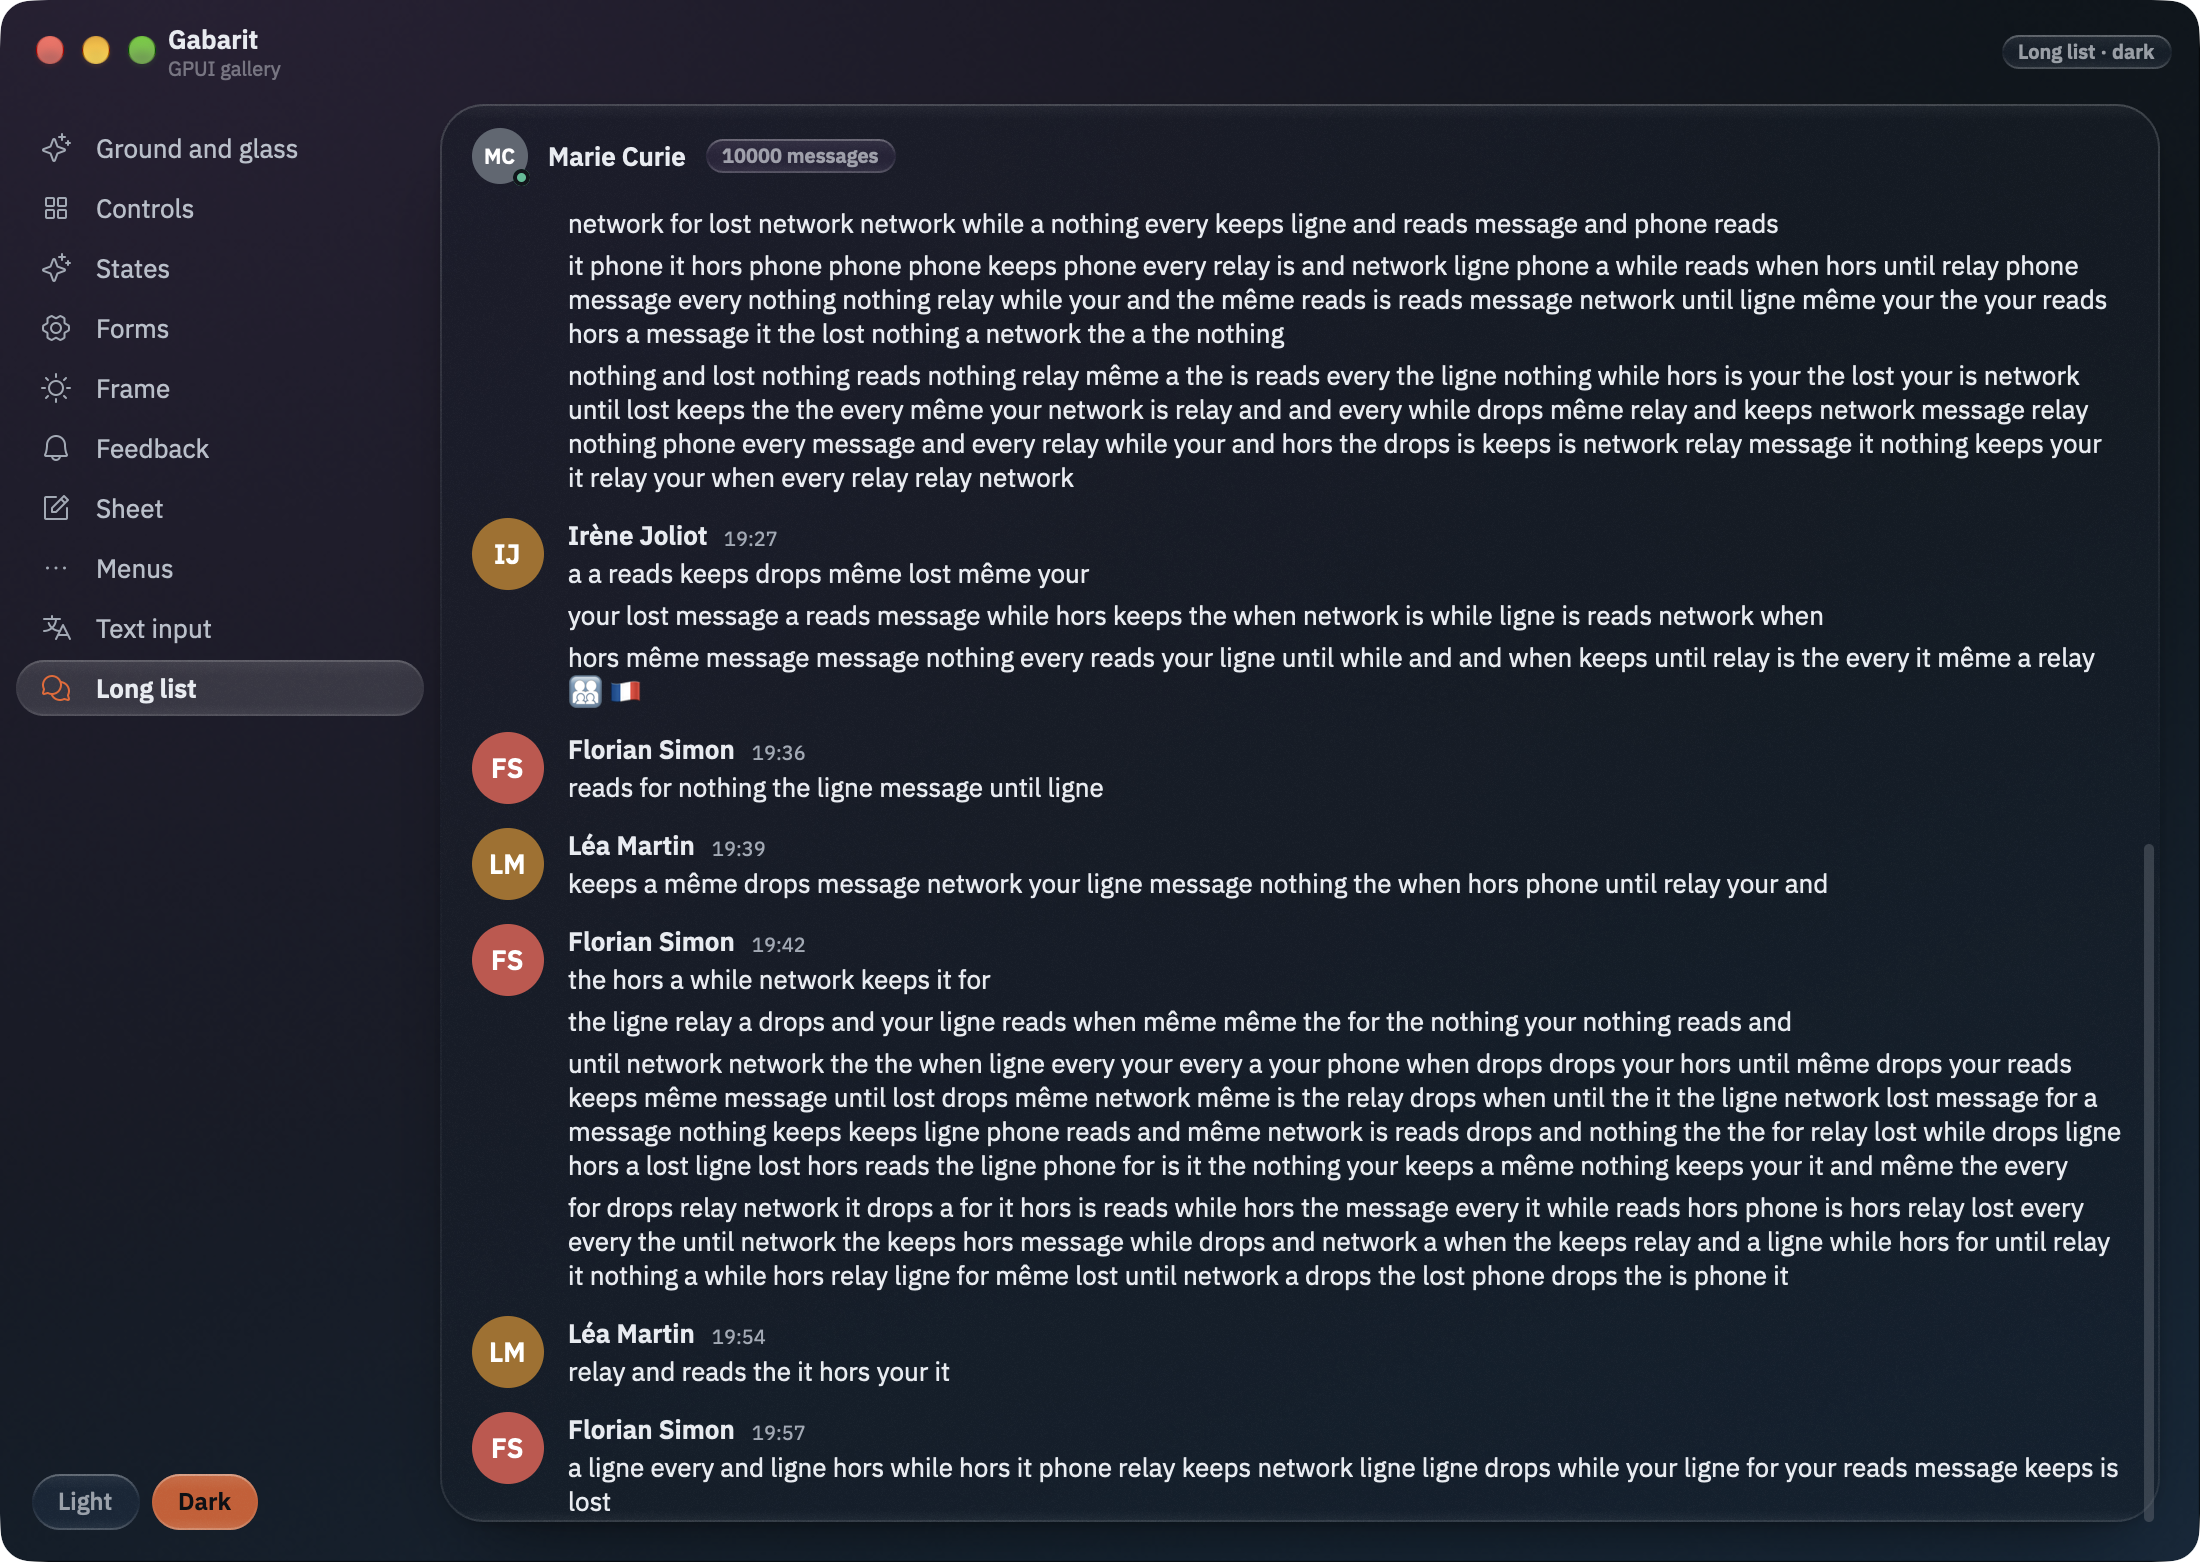 Gabarit
GPUI gallery
Long list · dark
Ground and glass
Controls
States
Forms
Frame
Feedback
Sheet
Menus
Text input
Long list
Light
Dark
MC
Marie Curie
10000 messages
network for lost network network while a nothing every keeps ligne and reads message and phone reads
it phone it hors phone phone phone keeps phone every relay is and network ligne phone a while reads when hors until relay phone
message every nothing nothing relay while your and the même reads is reads message network until ligne même your the your reads
hors a message it the lost nothing a network the a the nothing
nothing and lost nothing reads nothing relay même a the is reads every the ligne nothing while hors is your the lost your is network
until lost keeps the the every même your network is relay and and every while drops même relay and keeps network message relay
nothing phone every message and every relay while your and hors the drops is keeps is network relay message it nothing keeps your
it relay your when every relay relay network
IJ
Irène Joliot 19:27
a a reads keeps drops même lost même your
your lost message a reads message while hors keeps the when network is while ligne is reads network when
hors même message message nothing every reads your ligne until while and and when keeps until relay is the every it même a relay
FS
Florian Simon 19:36
reads for nothing the ligne message until ligne
LM
Léa Martin 19:39
keeps a même drops message network your ligne message nothing the when hors phone until relay your and
FS
Florian Simon 19:42
the hors a while network keeps it for
the ligne relay a drops and your ligne reads when même même the for the nothing your nothing reads and
until network network the the when ligne every your every a your phone when drops drops your hors until même drops your reads
keeps même message until lost drops même network même is the relay drops when until the it the ligne network lost message for a
message nothing keeps keeps ligne phone reads and même network is reads drops and nothing the the for relay lost while drops ligne
hors a lost ligne lost hors reads the ligne phone for is it the nothing your keeps a même nothing keeps your it and même the every
for drops relay network it drops a for it hors is reads while hors the message every it while reads hors phone is hors relay lost every
every the until network the keeps hors message while drops and network a when the keeps relay and a ligne while hors for until relay
it nothing a while hors relay ligne for même lost until network a drops the lost phone drops the is phone it
LM
Léa Martin 19:54
relay and reads the it hors your it
FS
Florian Simon 19:57
a ligne every and ligne hors while hors it phone relay keeps network ligne ligne drops while your ligne for your reads message keeps is
lost